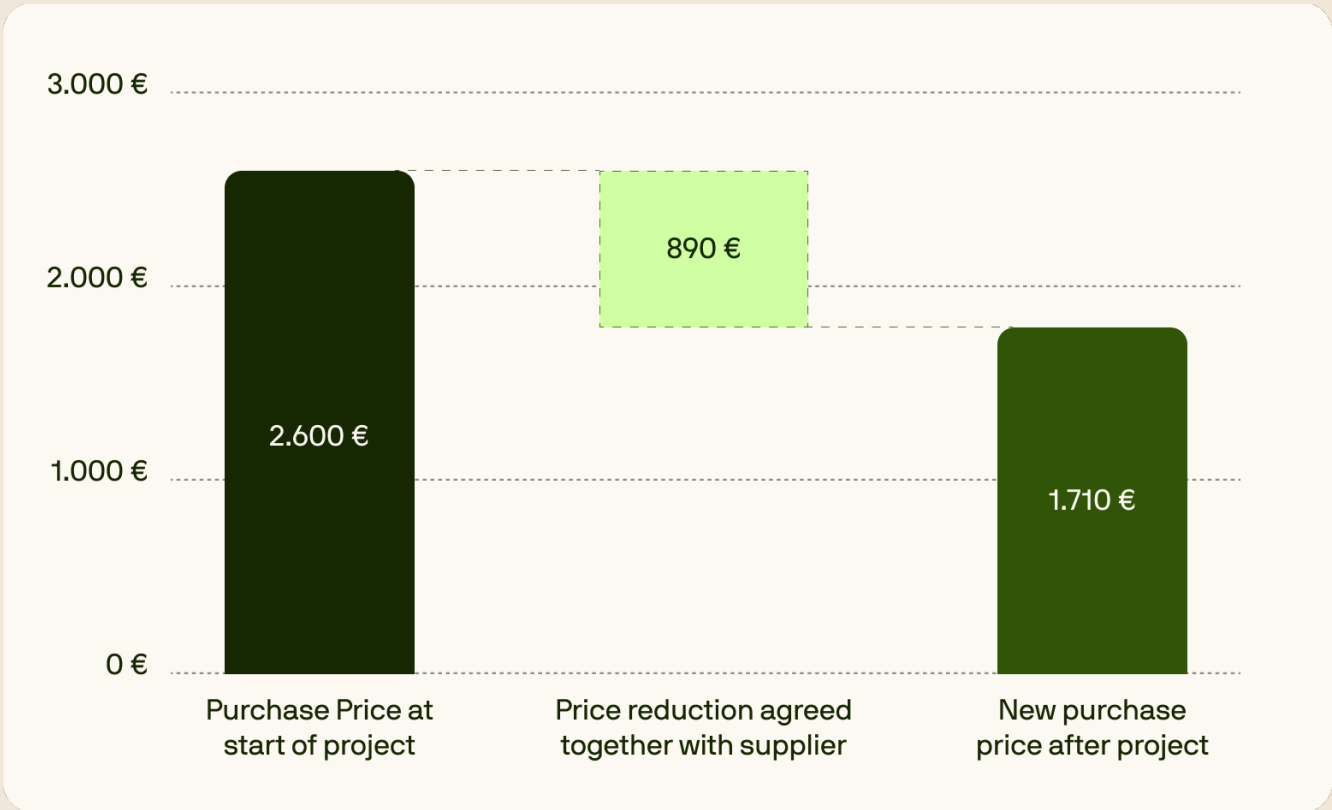 3.000 €
2.000 €
1.000 €
0 €
2.600 €
890 €
1.710 €
Purchase Price at
start of project
Price reduction agreed
together with supplier
New purchase
price after project